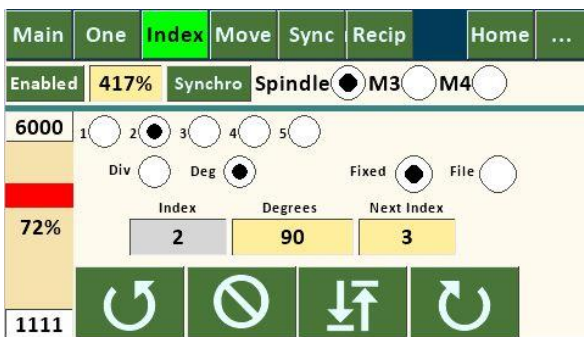 Main One Index Move Sync Recip Home ...
Enabled 417% Synchro Spindle M3 M4
6000 1 2 3 4 5
Div Deg Fixed File
Index Degrees Next Index
72% 2 90 3
1111